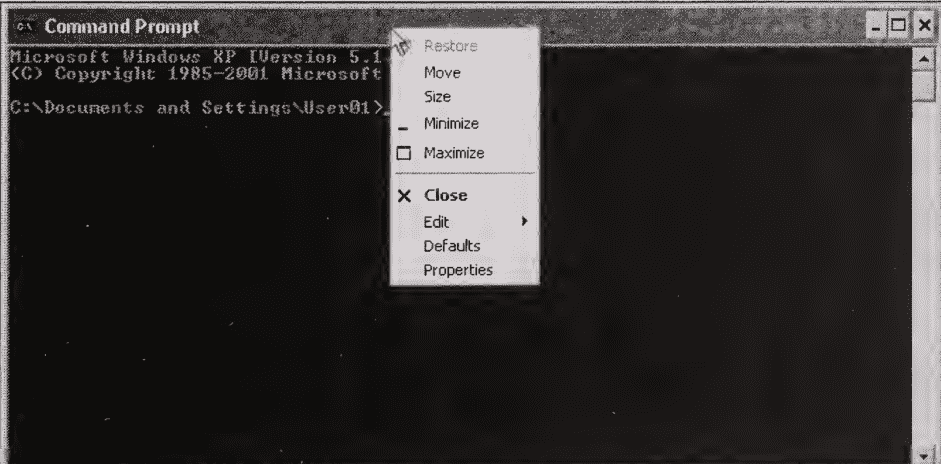 C:\ Command Prompt
Microsoft Windows XP [Version 5.1
(C) Copyright 1985-2001 Microsoft
C:\Documents and Settings\User01>_
Restore
Move
Size
Minimize
Maximize
Close
Edit
Defaults
Properties